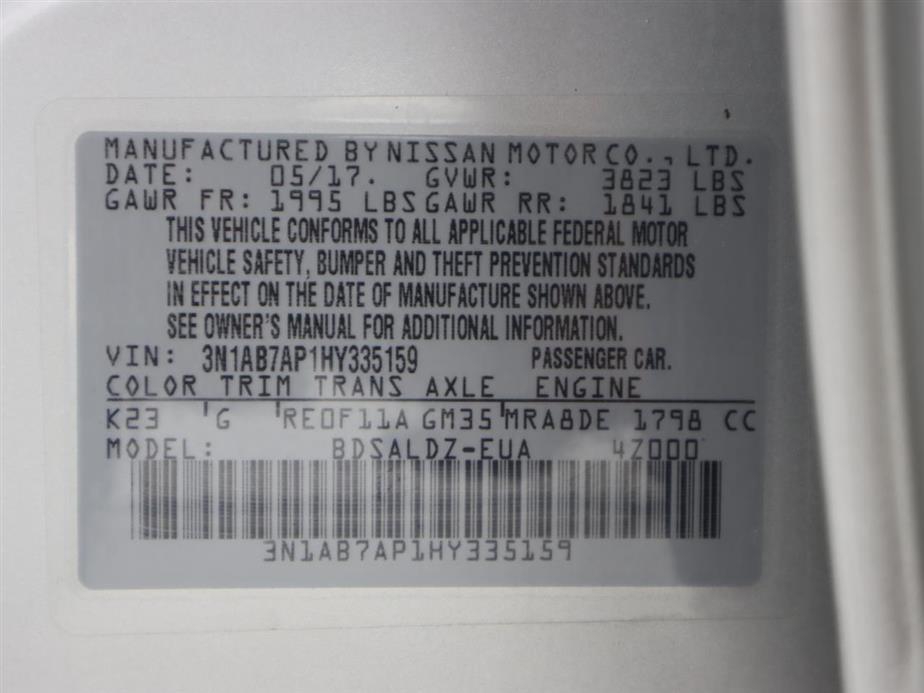 MANUFACTURED BY NISSAN MOTOR CO., LTD.
DATE: 05/17. GVWR: 3823 LBS
GAWR FR: 1995 LBS GAWR RR: 1841 LBS
THIS VEHICLE CONFORMS TO ALL APPLICABLE FEDERAL MOTOR
VEHICLE SAFETY, BUMPER AND THEFT PREVENTION STANDARDS
IN EFFECT ON THE DATE OF MANUFACTURE SHOWN ABOVE.
SEE OWNER'S MANUAL FOR ADDITIONAL INFORMATION.
VIN: 3N1AB7AP1HY335159 PASSENGER CAR.
COLOR TRIM TRANS AXLE ENGINE
K23 'G 'RE0F11A GM35'MRA8DE 1798 CC
MODEL: BDSALDZ-EUA 4Z000
3N1AB7AP1HY335159